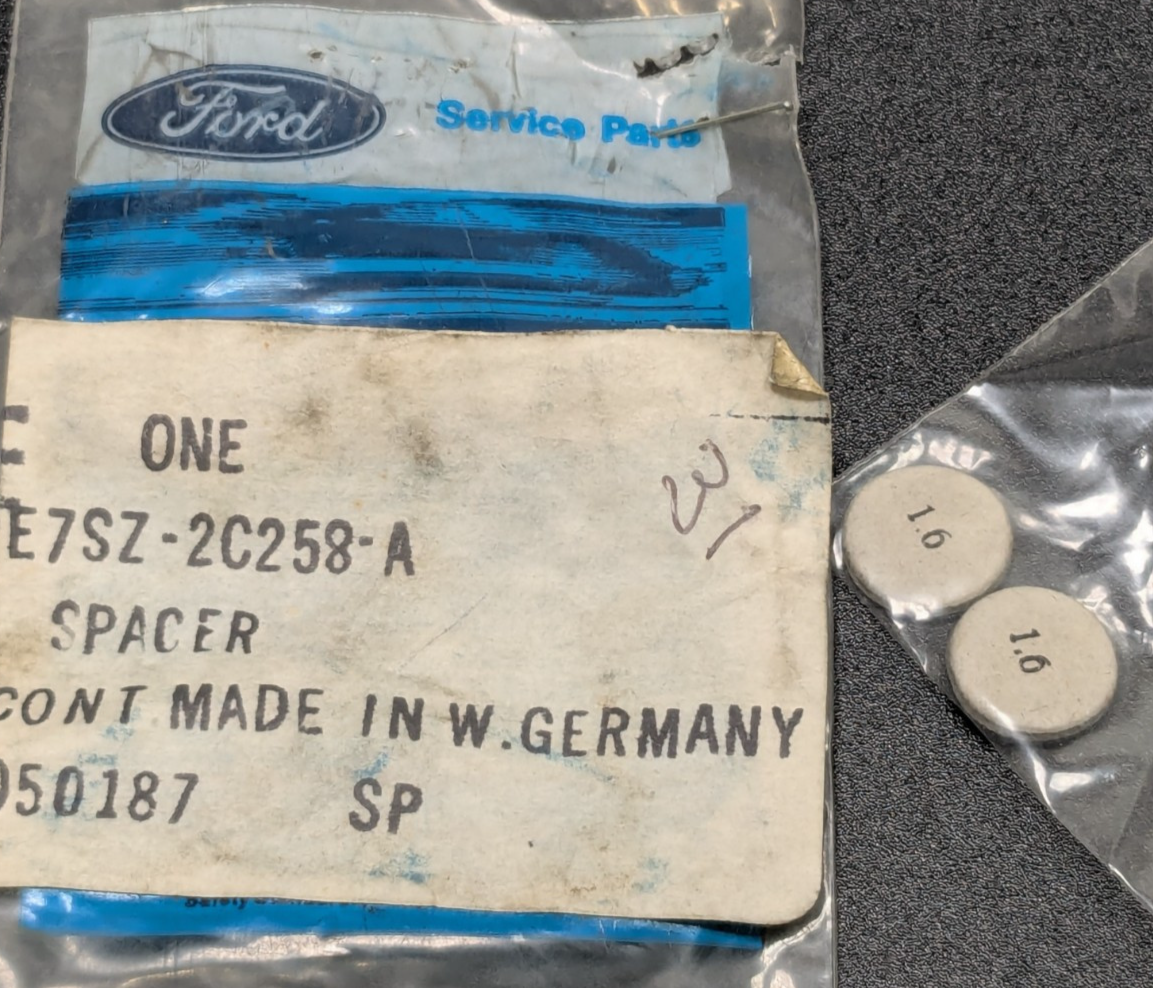 Ford
Service Parts
ONE
E7SZ-2C258-A
SPACER
CONT MADE IN W.GERMANY
050187 SP
1.6
1.6